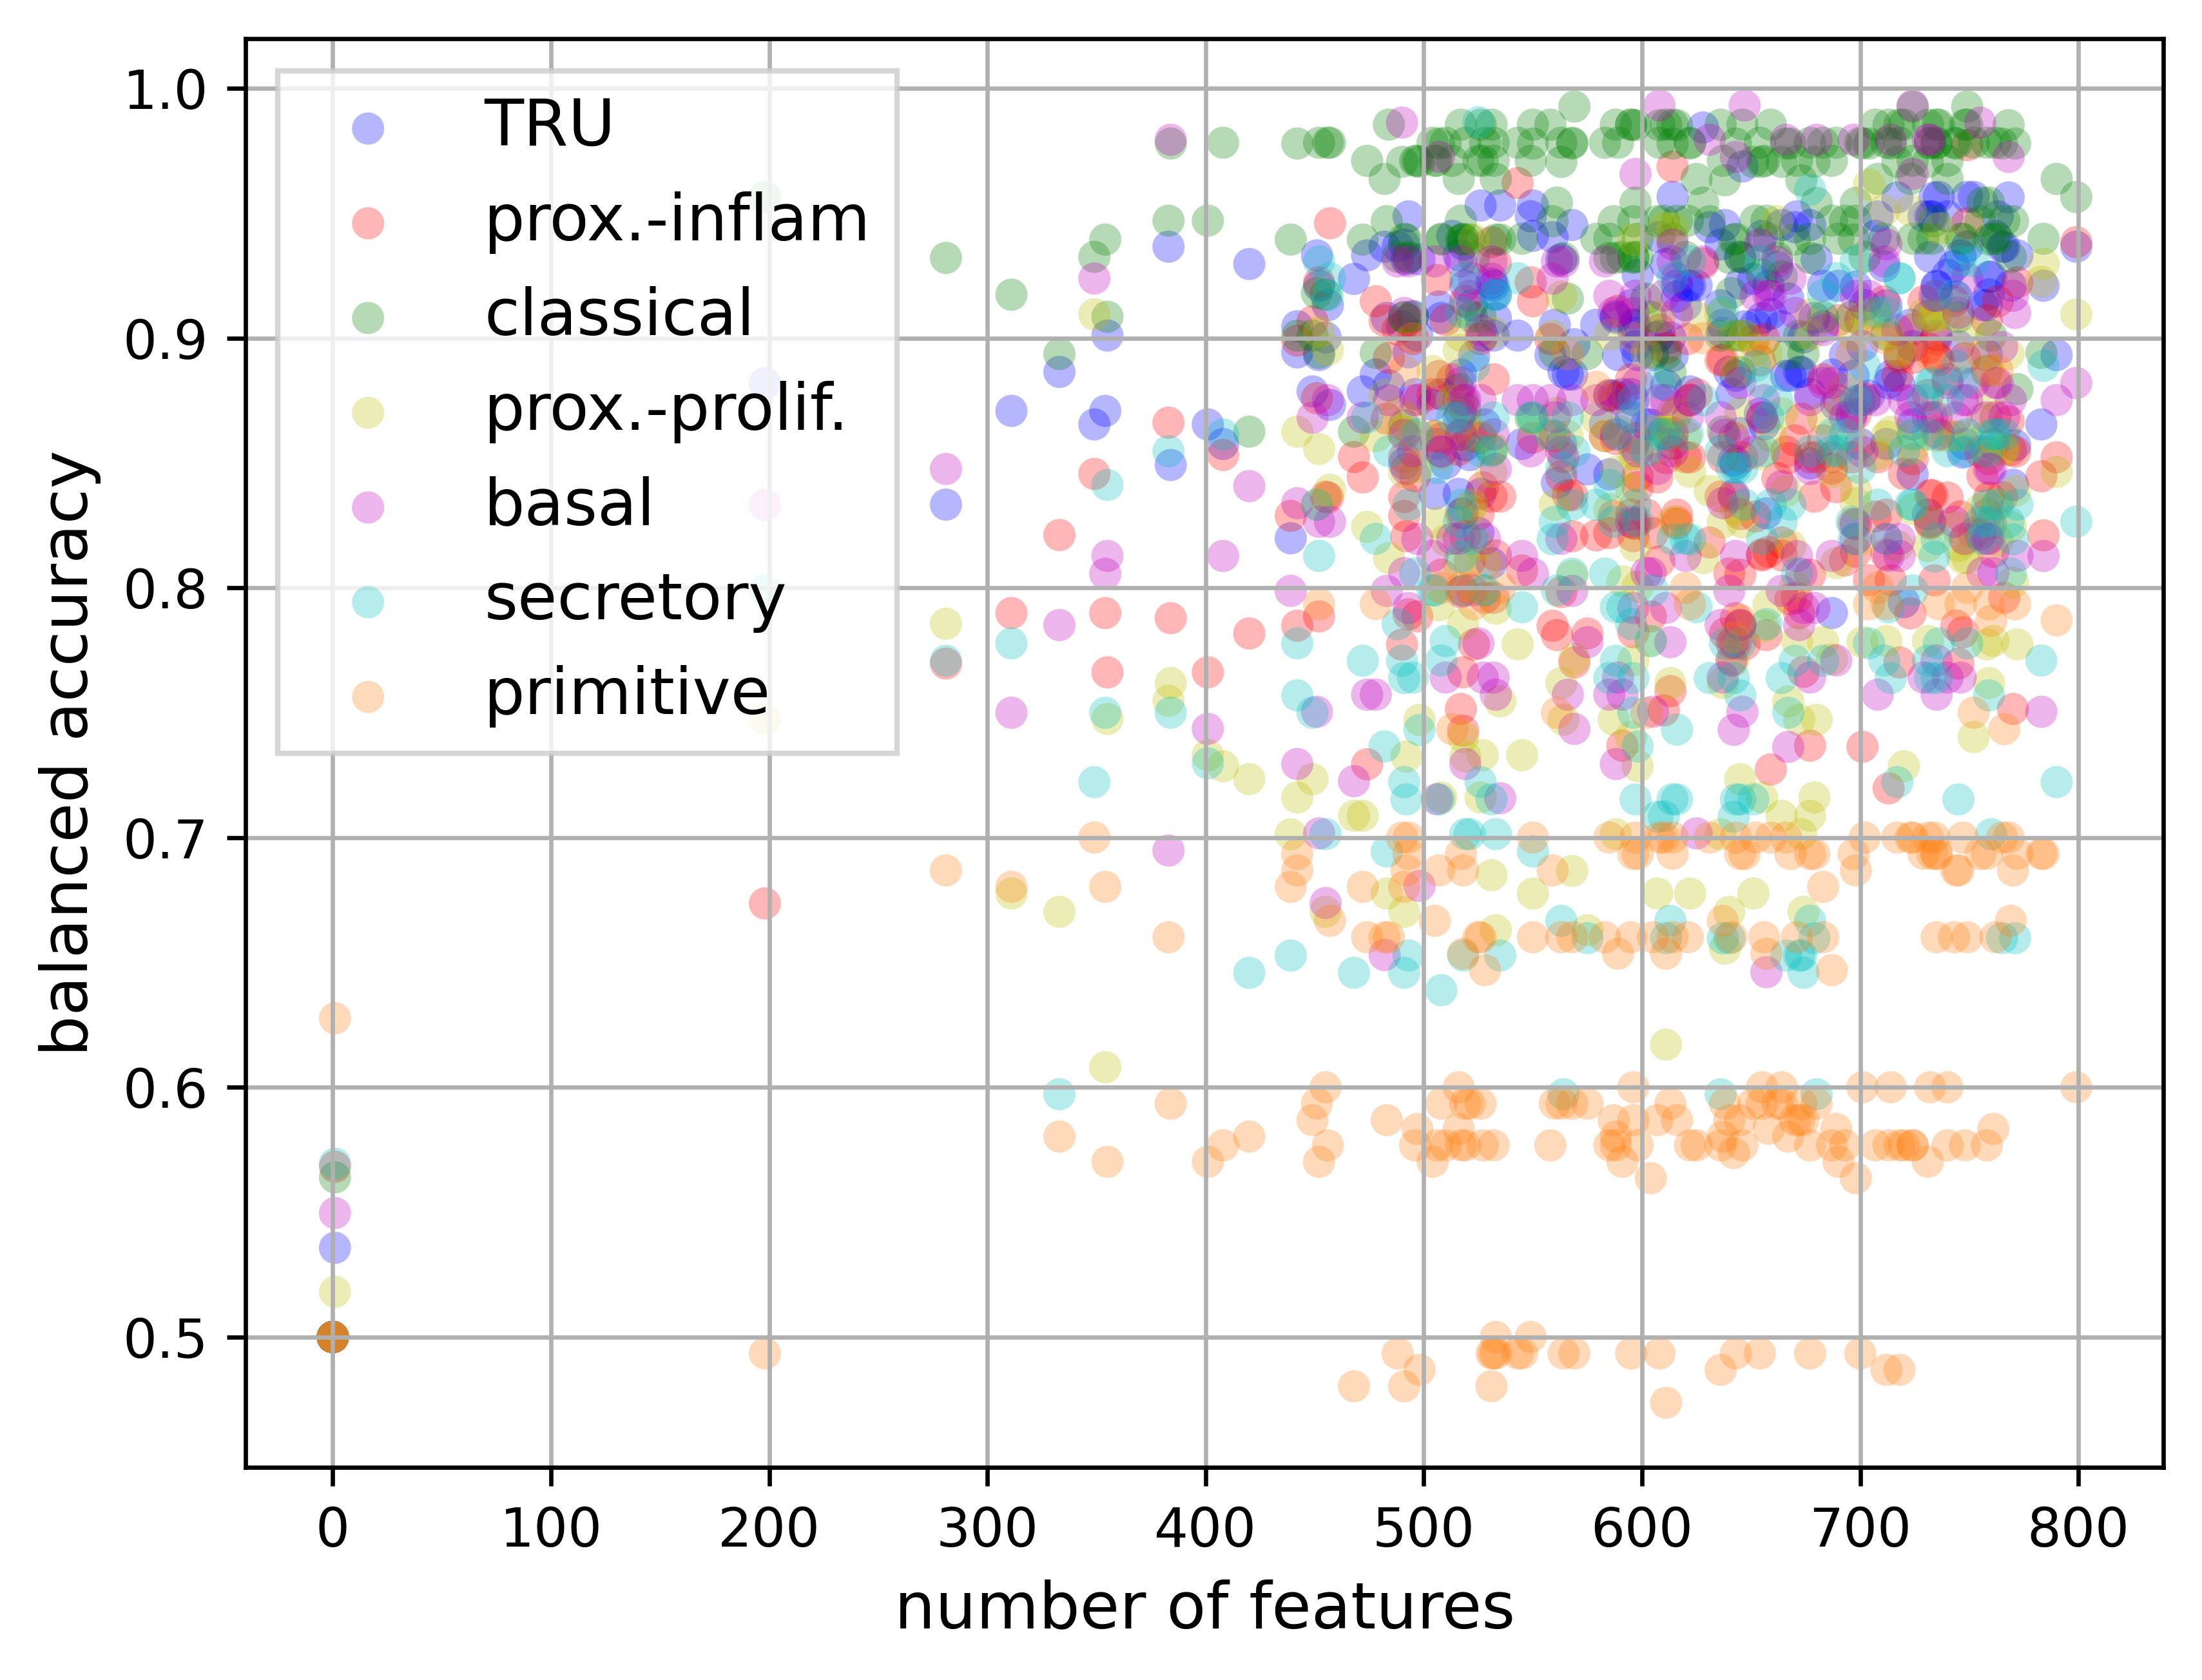 1.0
0.9
0.8
0.7
0.6
0.5
balanced accuracy
TRU
prox.-inflam
classical
prox.-prolif.
basal
secretory
primitive
0 100 200 300 400 500 600 700 800
number of features